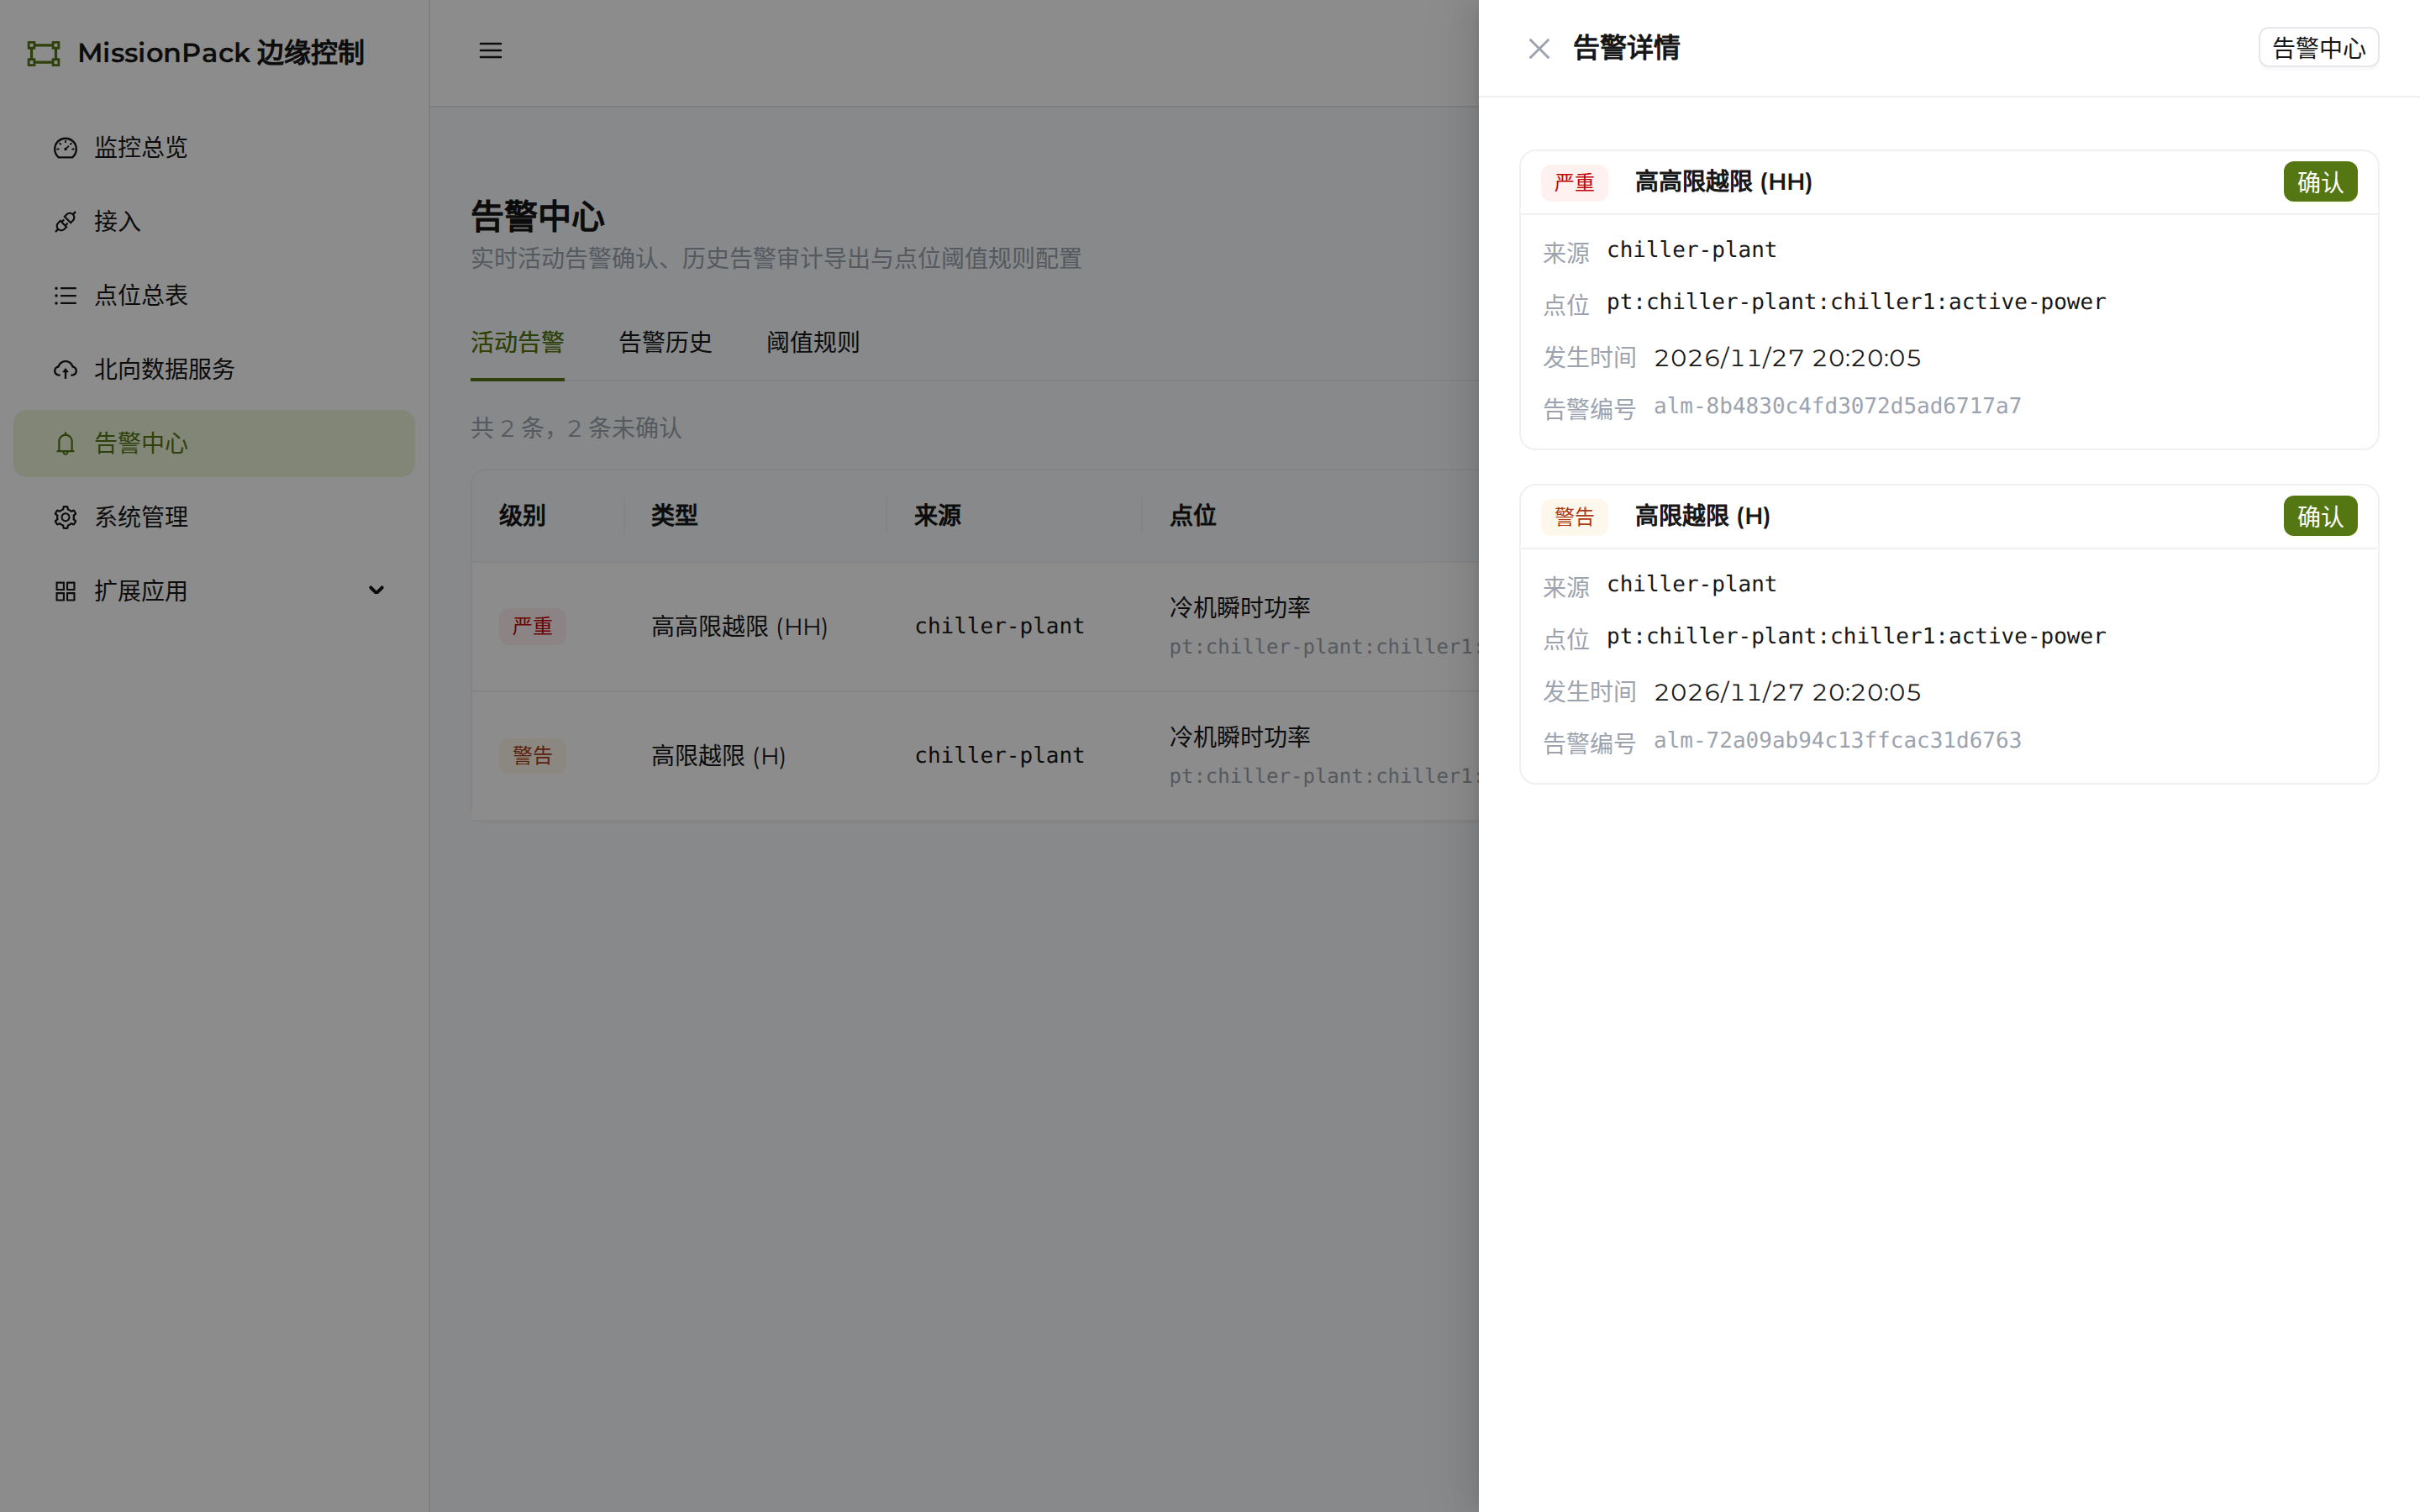 MissionPack 边缘控制
监控总览
接入
点位总表
北向数据服务
告警中心
系统管理
扩展应用
告警中心
实时活动告警确认、历史告警审计导出与点位阈值规则配置
活动告警 告警历史 阈值规则
共 2 条，2 条未确认
级别 类型 来源 点位
严重 高高限越限 (HH) chiller-plant 冷机瞬时功率
pt:chiller-plant:chiller1:
警告 高限越限 (H) chiller-plant 冷机瞬时功率
pt:chiller-plant:chiller1:
告警详情 告警中心
严重 高高限越限 (HH) 确认
来源 chiller-plant
点位 pt:chiller-plant:chiller1:active-power
发生时间 2026/11/27 20:20:05
告警编号 alm-8b4830c4fd3072d5ad6717a7
警告 高限越限 (H) 确认
来源 chiller-plant
点位 pt:chiller-plant:chiller1:active-power
发生时间 2026/11/27 20:20:05
告警编号 alm-72a09ab94c13ffcac31d6763